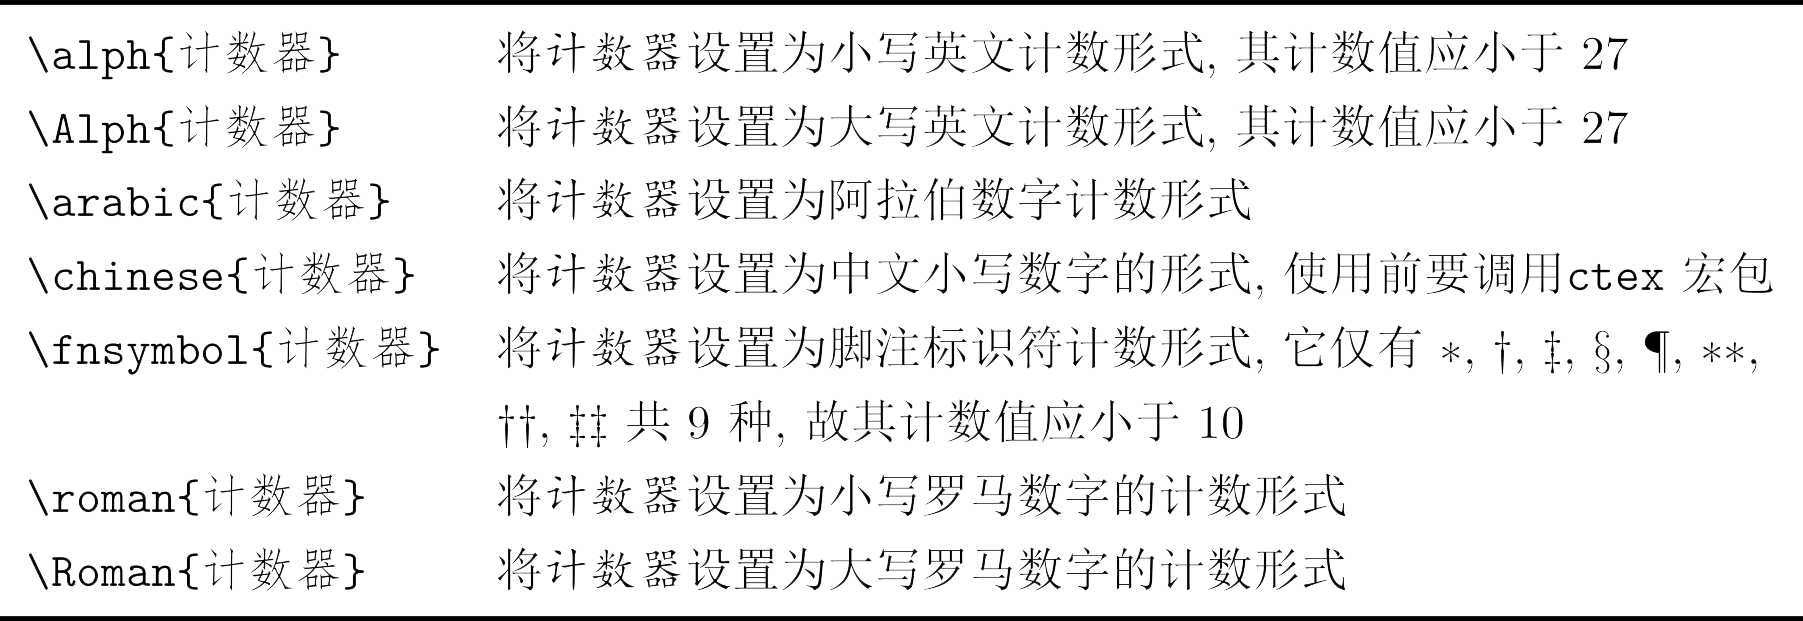 \alph{计数器} 将计数器设置为小写英文计数形式, 其计数值应小于 27
\Alph{计数器} 将计数器设置为大写英文计数形式, 其计数值应小于 27
\arabic{计数器} 将计数器设置为阿拉伯数字计数形式
\chinese{计数器} 将计数器设置为中文小写数字的形式, 使用前要调用ctex 宏包
\fnsymbol{计数器} 将计数器设置为脚注标识符计数形式, 它仅有 *, †, ‡, §, ¶, **,
††, ‡‡ 共 9 种, 故其计数值应小于 10
\roman{计数器} 将计数器设置为小写罗马数字的计数形式
\Roman{计数器} 将计数器设置为大写罗马数字的计数形式